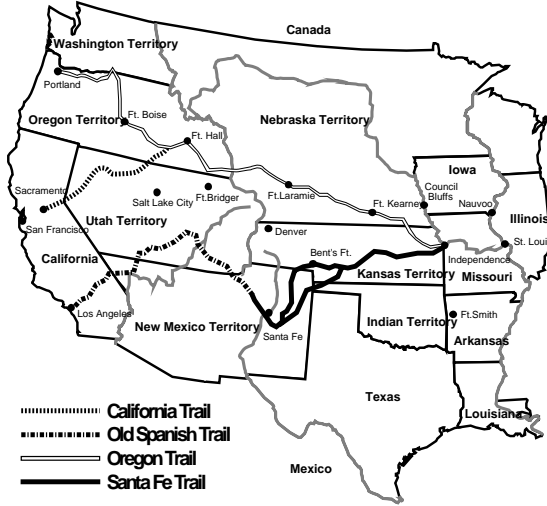 Canada
Washington Territory
Portland
Ft. Boise
Oregon Territory
Ft. Hall
Nebraska Territory
Iowa
Council
Bluffs
Sacramento
Salt Lake City
Ft.Bridger
Ft.Laramie
Ft. Kearney
Nauvoo
Illinois
San Francisco
Utah Territory
Denver
St. Loui
California
Bent's Ft.
Independence
Kansas Territory
Missouri
Los Angeles
New Mexico Territory
Santa Fe
Indian Territory
Ft.Smith
Arkansas
Texas
Louisiana
Mexico
California Trail
Old Spanish Trail
Oregon Trail
Santa Fe Trail